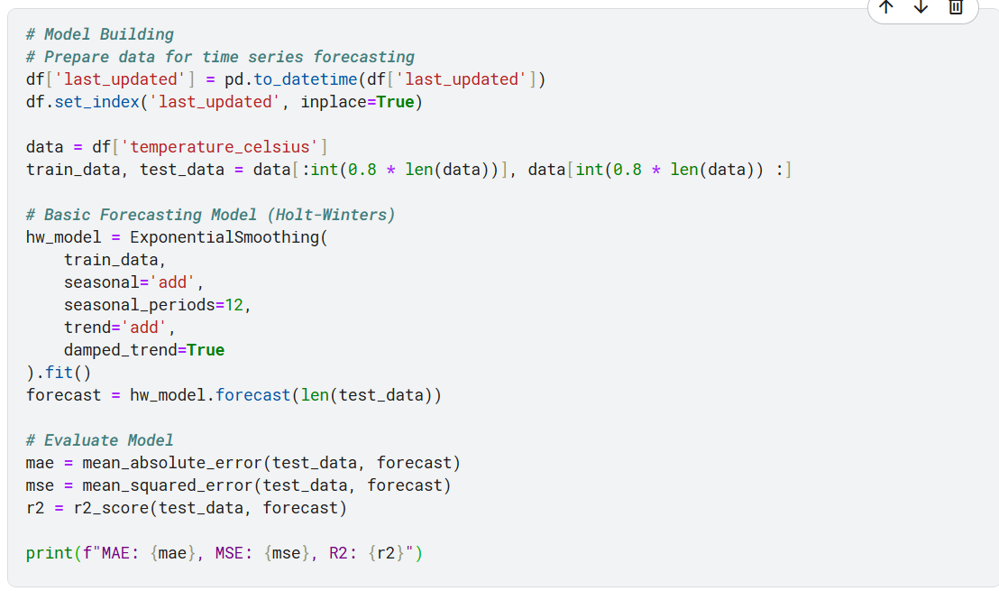 # Model Building
# Prepare data for time series forecasting
df['last_updated'] = pd.to_datetime(df['last_updated'])
df.set_index('last_updated', inplace=True)

data = df['temperature_celsius']
train_data, test_data = data[:int(0.8 * len(data))], data[int(0.8 * len(data)) :]

# Basic Forecasting Model (Holt-Winters)
hw_model = ExponentialSmoothing(
    train_data,
    seasonal='add',
    seasonal_periods=12,
    trend='add',
    damped_trend=True
).fit()
forecast = hw_model.forecast(len(test_data))

# Evaluate Model
mae = mean_absolute_error(test_data, forecast)
mse = mean_squared_error(test_data, forecast)
r2 = r2_score(test_data, forecast)

print(f"MAE: {mae}, MSE: {mse}, R2: {r2}")